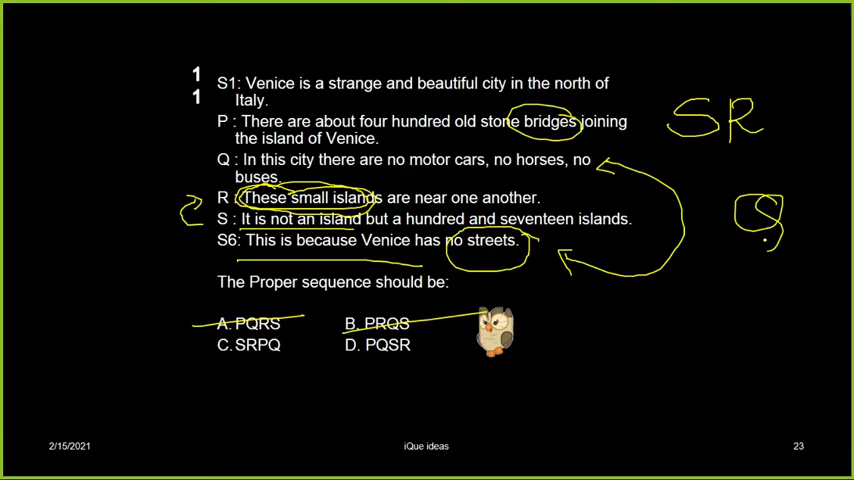 1
1
S1: Venice is a strange and beautiful city in the north of
Italy.
P : There are about four hundred old stone bridges joining
the island of Venice.
Q : In this city there are no motor cars, no horses, no
buses.
R : These small islands are near one another.
S : It is not an island but a hundred and seventeen islands.
S6: This is because Venice has no streets.
The Proper sequence should be:
A. PQRS
B. PRQS
C. SRPQ
D. PQSR
SR
S
2/15/2021
iQue ideas
23